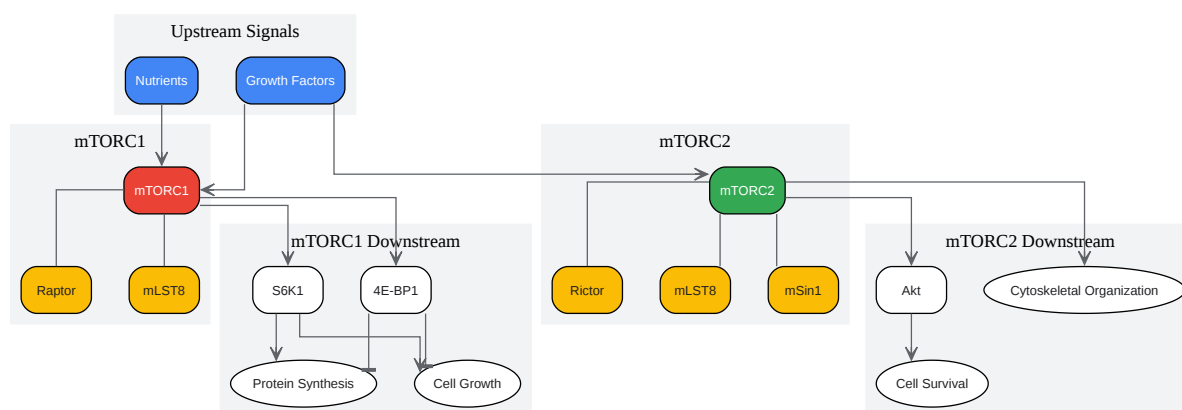 Upstream Signals
Nutrients
Growth Factors
mTORC1
mTORC2
mTORC1
mTORC2
mTORC1 Downstream
mTORC2 Downstream
Raptor
mLST8
S6K1
4E-BP1
Rictor
mLST8
mSin1
Akt
Cytoskeletal Organization
Protein Synthesis
Cell Growth
Cell Survival